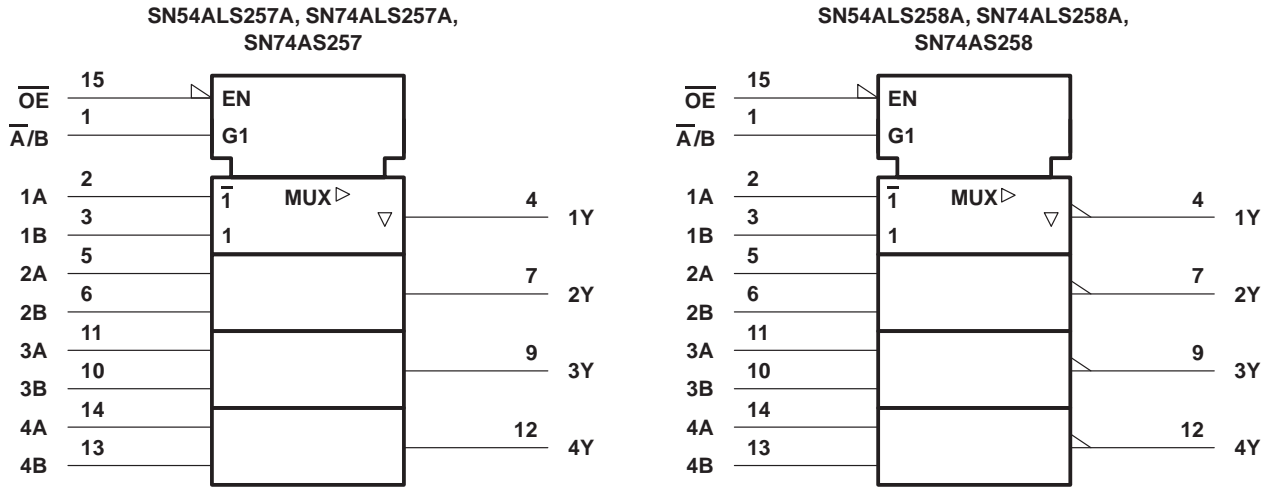 SN54ALS257A, SN74ALS257A,
SN74AS257
15
OE
EN
1
A/B
G1
2
1A
1
MUX
4
1Y
3
1B
1
5
2A
7
2Y
6
2B
11
3A
9
3Y
10
3B
14
4A
12
4Y
13
4B
SN54ALS258A, SN74ALS258A,
SN74AS258
15
OE
EN
1
A/B
G1
2
1A
1
MUX
4
1Y
3
1B
1
5
2A
7
2Y
6
2B
11
3A
9
3Y
10
3B
14
4A
12
4Y
13
4B